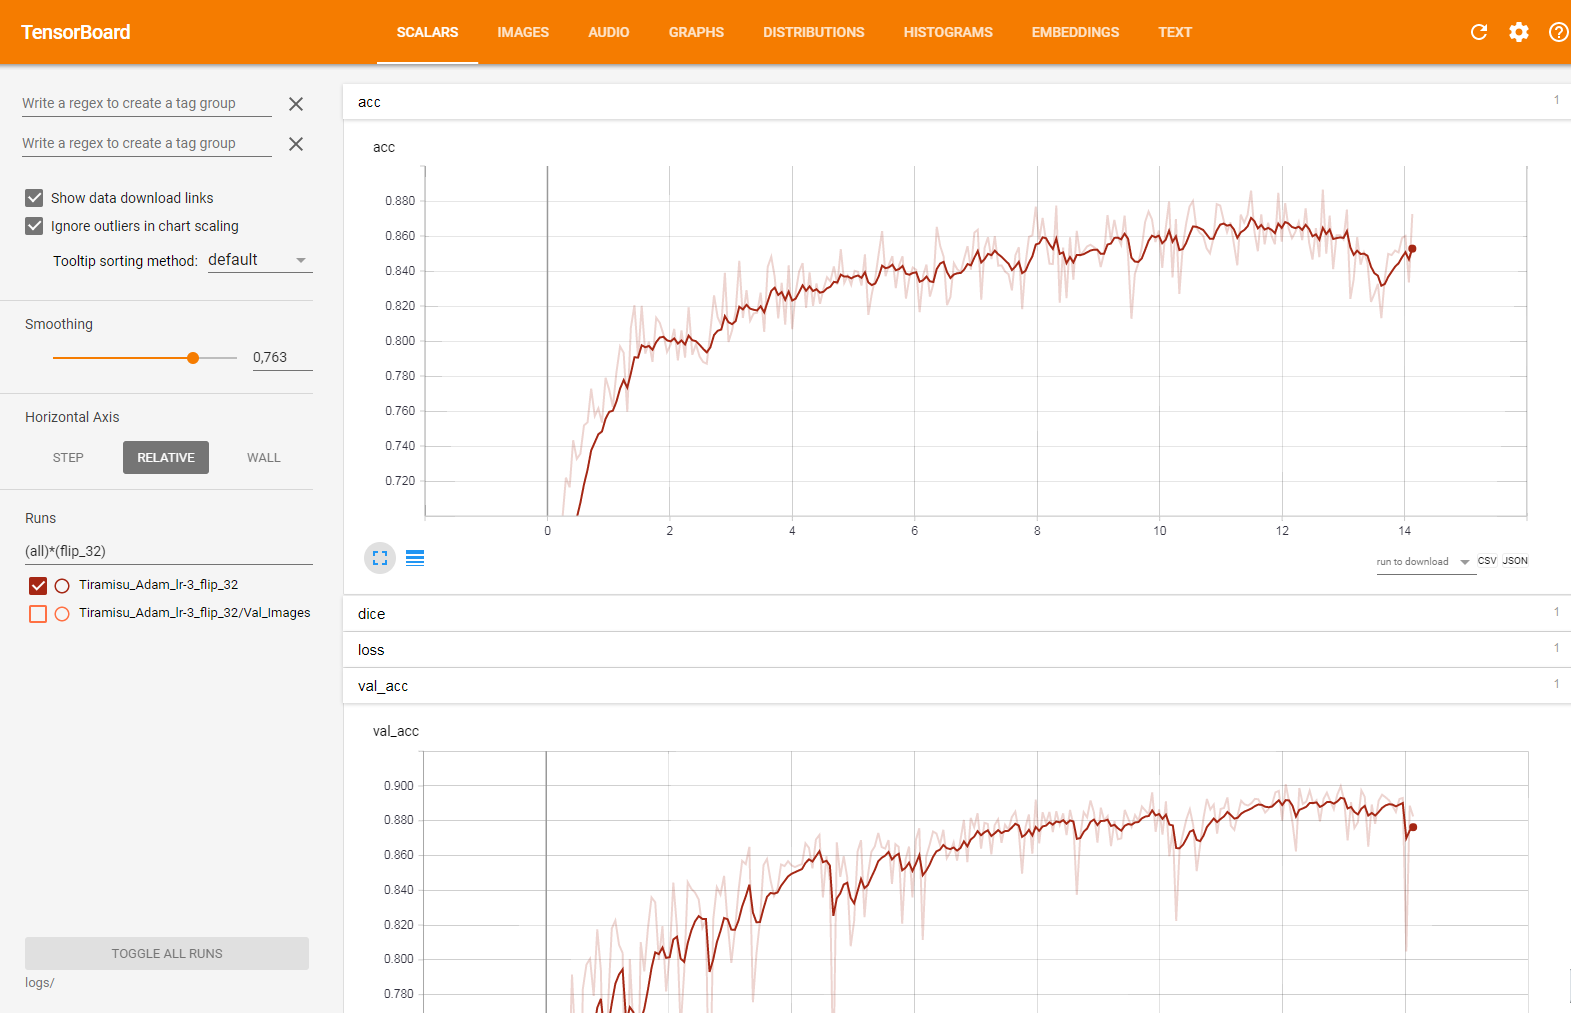 TensorBoard
SCALARS IMAGES AUDIO GRAPHS DISTRIBUTIONS HISTOGRAMS EMBEDDINGS TEXT
Write a regex to create a tag group
Write a regex to create a tag group
Show data download links
Ignore outliers in chart scaling
Tooltip sorting method: default
Smoothing
0,763
Horizontal Axis
STEP RELATIVE WALL
Runs
(all)*(flip_32)
Tiramisu_Adam_lr-3_flip_32
Tiramisu_Adam_lr-3_flip_32/Val_Images
TOGGLE ALL RUNS
logs/
acc 1
acc
0.880
0.860
0.840
0.820
0.800
0.780
0.760
0.740
0.720
0 2 4 6 8 10 12 14
run to download CSV JSON
dice 1
loss 1
val_acc 1
val_acc
0.900
0.880
0.860
0.840
0.820
0.800
0.780